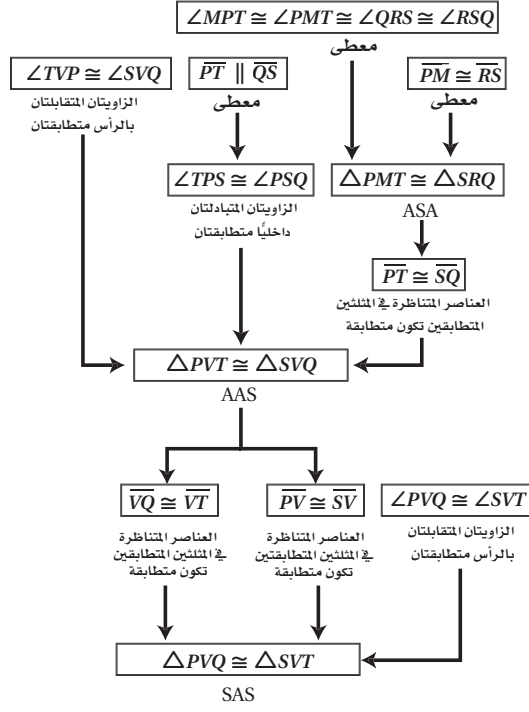 ∠MPT ≅ ∠PMT ≅ ∠QRS ≅ ∠RSQ
معطى
∠TVP ≅ ∠SVQ
الزاويتان المتقابلتان
بالرأس متطابقتان
PT ∥ QS
معطى
PM ≅ RS
معطى
∠TPS ≅ ∠PSQ
الزاويتان المتبادلتان
داخليًا متطابقتان
△PMT ≅ △SRQ
ASA
PT ≅ SQ
العناصر المتناظرة في المثلثين
المتطابقين تكون متطابقة
△PVT ≅ △SVQ
AAS
VQ ≅ VT
العناصر المتناظرة
في المثلثين المتطابقين
تكون متطابقة
PV ≅ SV
العناصر المتناظرة
في المثلثين المتطابقتين
تكون متطابقة
∠PVQ ≅ ∠SVT
الزاويتان المتقابلتان
بالرأس متطابقتان
△PVQ ≅ △SVT
SAS